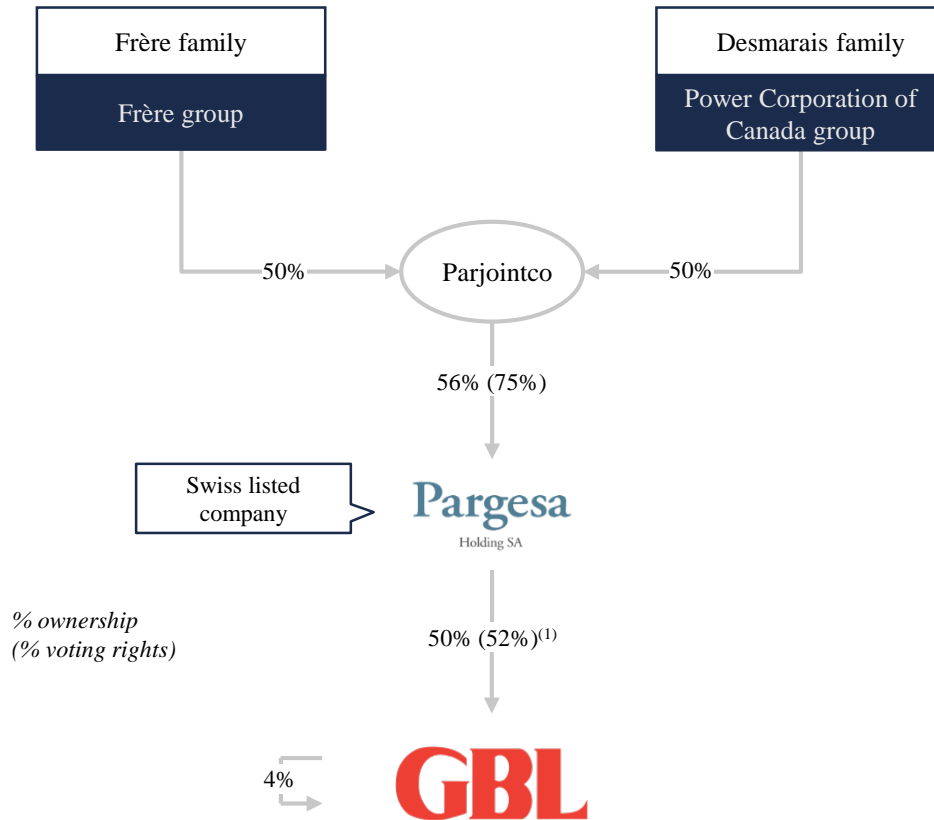 Frère family
Desmarais family
Frère group
Power Corporation of
Canada group
50%
Parjointco
50%
56% (75%)
Swiss listed
company
Pargesa
Holding SA
% ownership
(% voting rights)
50% (52%)(1)
4%
GBL